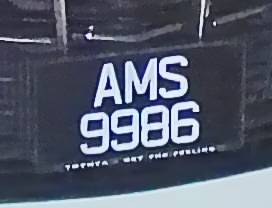 AMS
9986
TOYOTA - GET THE FEELING